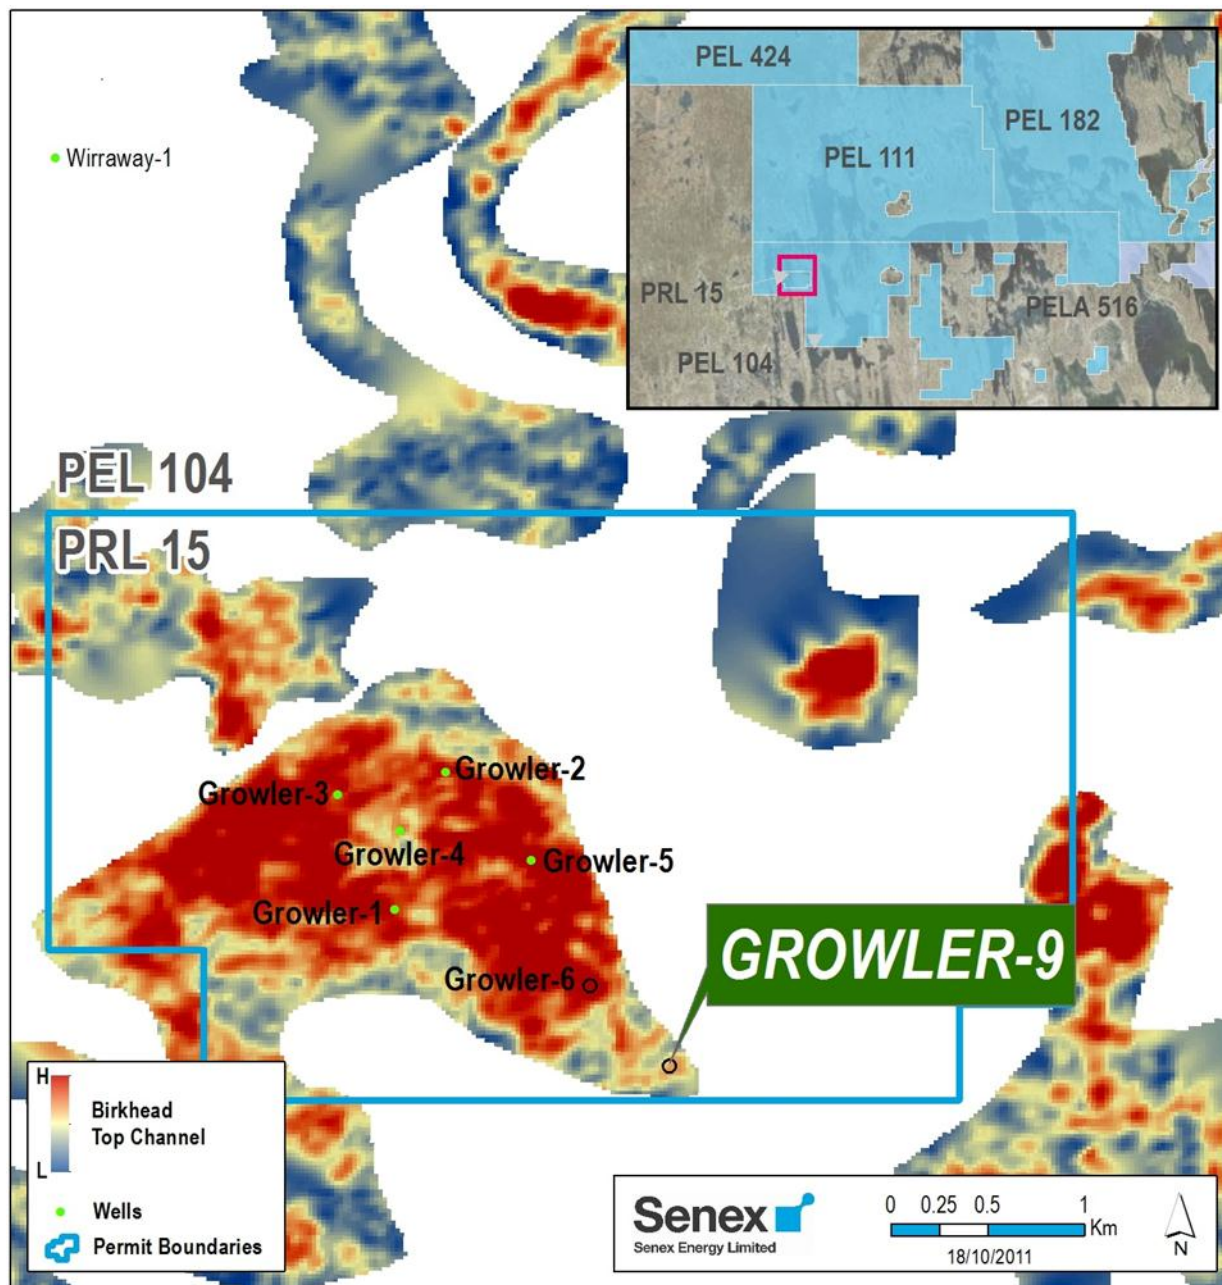 PEL 424
PEL 182
PEL 111
PRL 15
PELA 516
PEL 104
Wirraway-1
PEL 104
PRL 15
Growler-2
Growler-3
Growler-4
Growler-5
Growler-1
GROWLER-9
Growler-6
H
Birkhead
Top Channel
L
Wells
Permit Boundaries
Senex
Senex Energy Limited
0 0.25 0.5 1
Km
18/10/2011
N